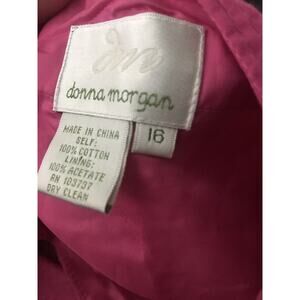 dm
donna morgan
16
MADE IN CHINA
SELF:
100% COTTON
LINING:
100% ACETATE
RN 103737
DRY CLEAN